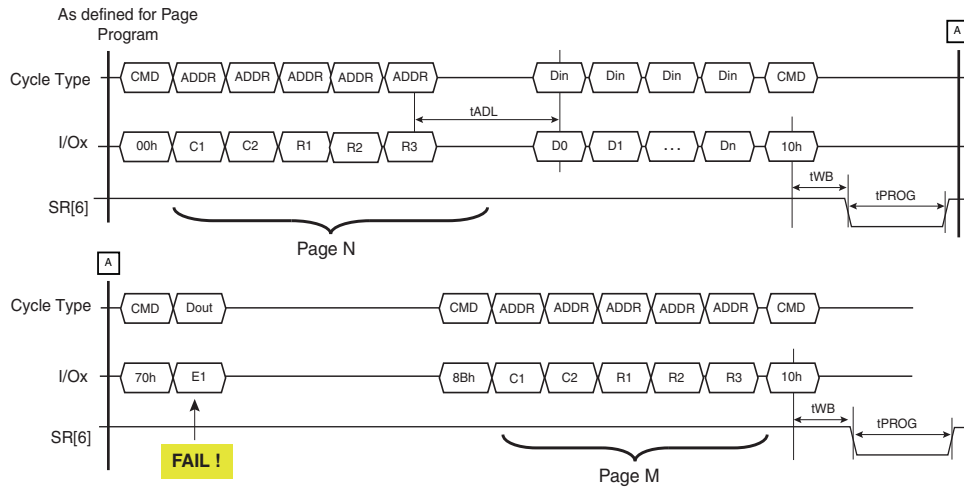 As defined for Page
Program
A
Cycle Type CMD ADDR ADDR ADDR ADDR ADDR Din Din Din Din CMD
tADL
I/Ox 00h C1 C2 R1 R2 R3 D0 D1 ... Dn 10h
tWB
tPROG
SR[6]
Page N
A
Cycle Type CMD Dout CMD ADDR ADDR ADDR ADDR ADDR CMD
I/Ox 70h E1 8Bh C1 C2 R1 R2 R3 10h
tWB
tPROG
SR[6]
FAIL !
Page M